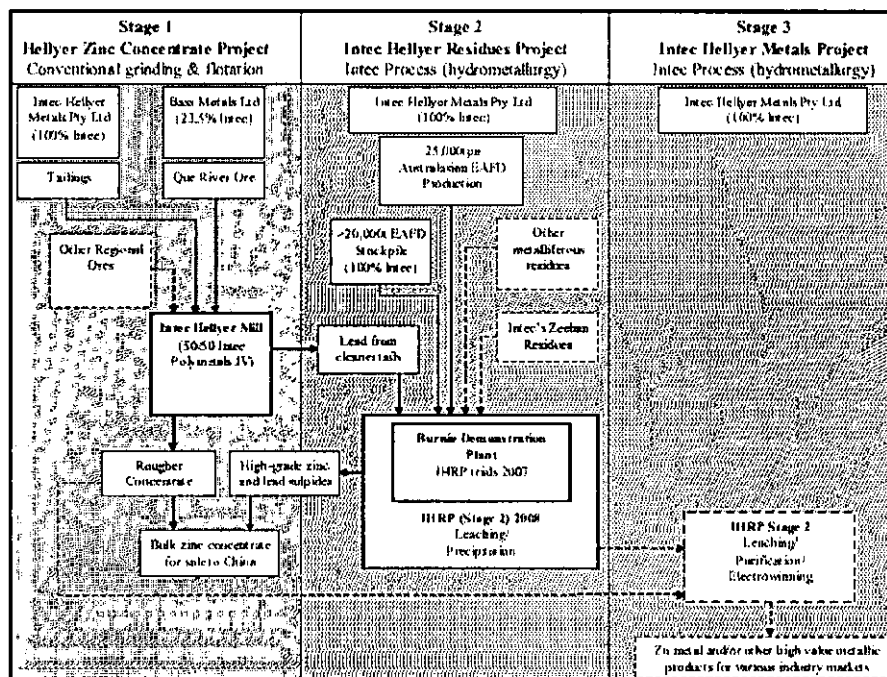 Stage 1
Hellyer Zinc Concentrate Project
Conventional grinding & flotation
Stage 2
Intec Hellyer Residues Project
Intec Process (hydrometallurgy)
Stage 3
Intec Hellyer Metals Project
Intec Process (hydrometallurgy)
Intec Hellyer
Metals Pty Ltd
(100% Intec)
Bass Metals Ltd
(23.5% Intec)
Intec Hellyer Metals Pty Ltd
(100% Intec)
Intec Hellyer Metals Pty Ltd
(100% Intec)
Tailings
Que River Ore
25,000tpa
Australasian EAFD
Production
Other Regional
Ores
>20,000t EAFD
Stockpile
(100% Intec)
Other
metalliferous
residues
Intec Hellyer Mill
(50/50 Intec
Polymetals JV)
Lead from
cleaner tails
Intec's Zeehan
Residues
Burnie Demonstration
Plant
IHRP trials 2007
Rougher
Concentrate
High-grade zinc
and lead sulpides
IHRP (Stage 2) 2008
Leaching/
Precipitation
Bulk zinc concentrate
for sale to China
IHRP Stage 2
Leaching/
Purification/
Electrowinning
Zn metal and/or other high value metallic
products for various industry markets